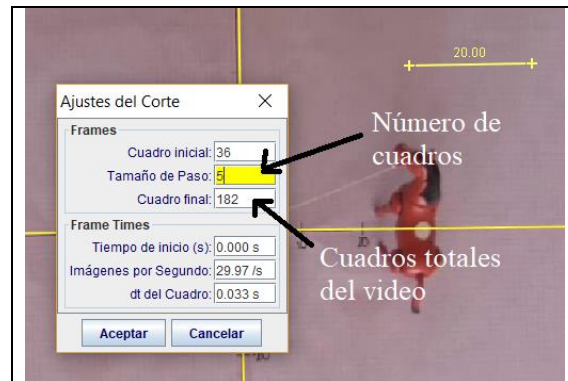 20.00
Ajustes del Corte
Frames
Cuadro inicial: 36
Tamaño de Paso: 5
Cuadro final: 182
Frame Times
Tiempo de inicio (s): 0.000 s
Imágenes por Segundo: 29.97 /s
dt del Cuadro: 0.033 s
Aceptar Cancelar
Número de
cuadros
Cuadros totales
del video